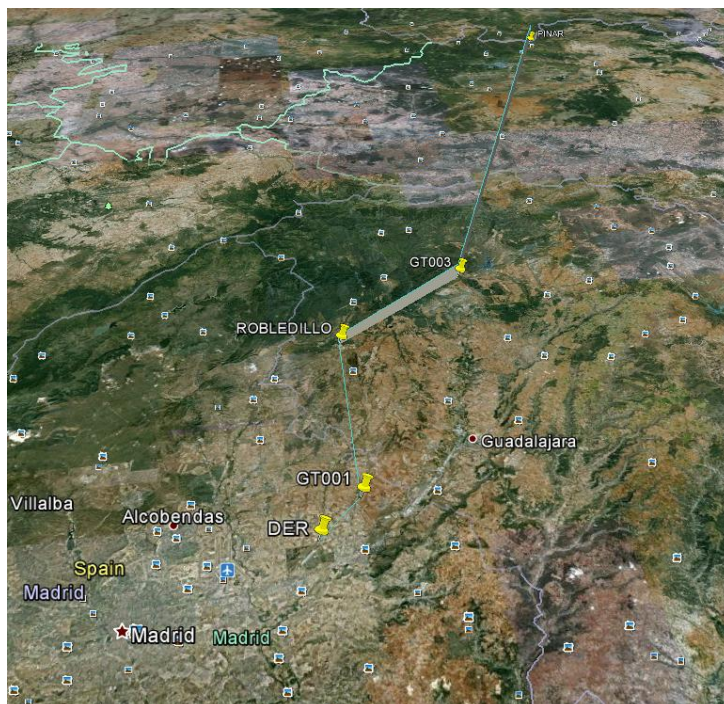 PINAR
GT003
ROBLEDILLO
Guadalajara
GT001
Villalba
Alcobendas
DER
Spain
Madrid
Madrid
Madrid